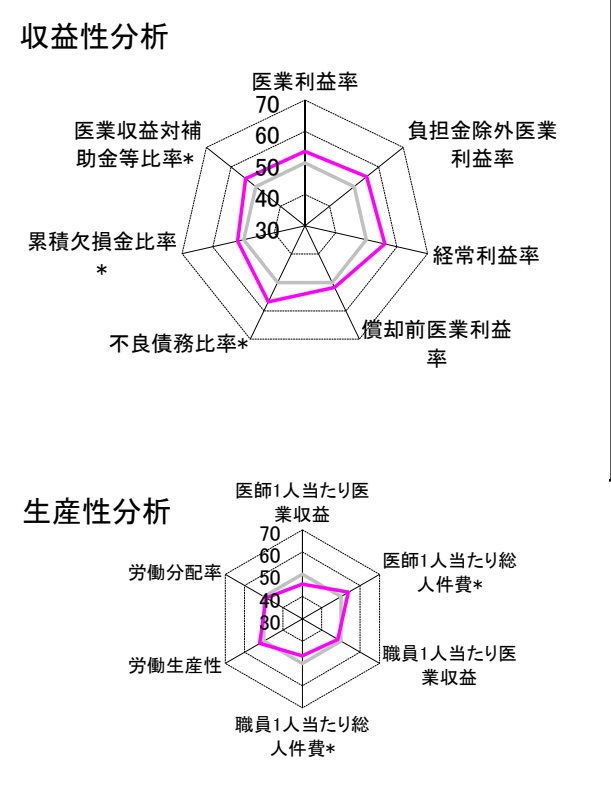 収益性分析
医業利益率
70
60
50
40
30
負担金除外医業
利益率
経常利益率
償却前医業利益
率
不良債務比率*
累積欠損金比率
*
医業収益対補
助金等比率*
生産性分析
医師1人当たり医
業収益
70
60
50
40
30
医師1人当たり総
人件費*
職員1人当たり医
業収益
職員1人当たり総
人件費*
労働生産性
労働分配率